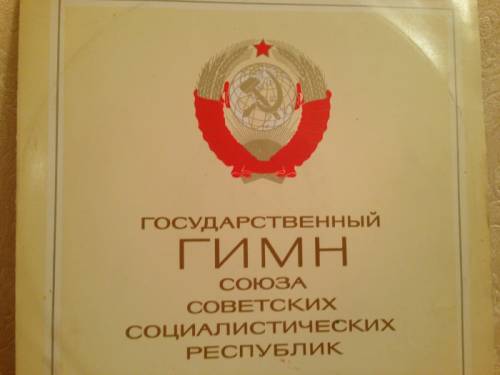 ГОСУДАРСТВЕННЫЙ
ГИМН
СОЮЗА
СОВЕТСКИХ
СОЦИАЛИСТИЧЕСКИХ
РЕСПУБЛИК